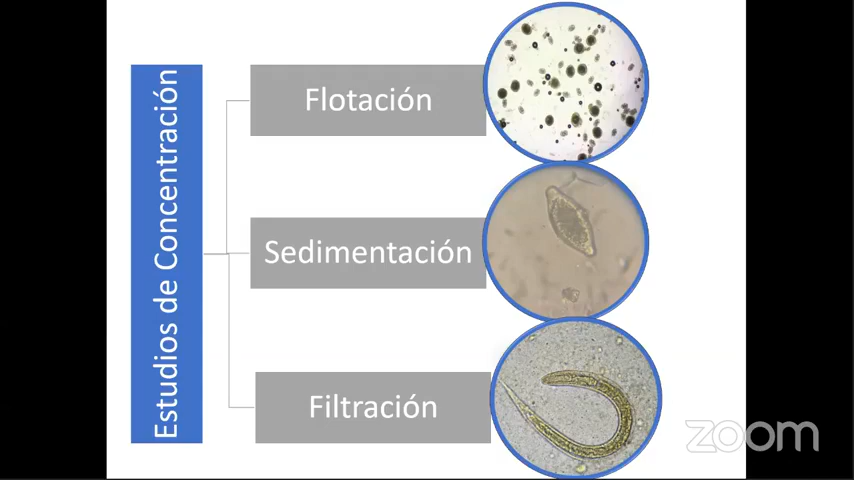 Estudios de Concentración
Flotación
Sedimentación
Filtración
zoom